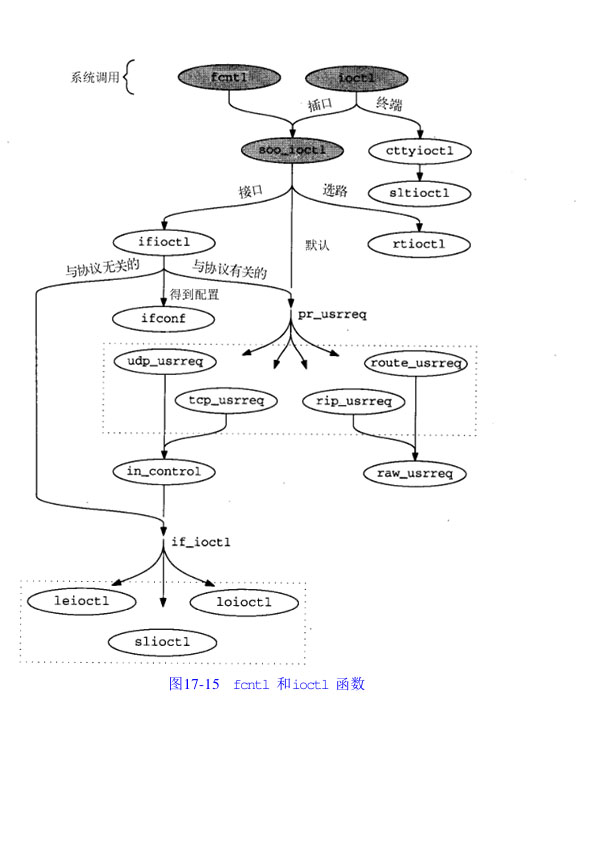 系统调用
fcntl
ioctl
插口
终端
soo_ioctl
cttyioctl
sltioctl
接口
选路
ifioctl
默认
rtioctl
与协议无关的
与协议有关的
得到配置
ifconf
pr_usrreq
udp_usrreq
route_usrreq
tcp_usrreq
rip_usrreq
in_control
raw_usrreq
if_ioctl
leioctl
loioctl
slioctl
图17-15 fcntl 和ioctl 函数